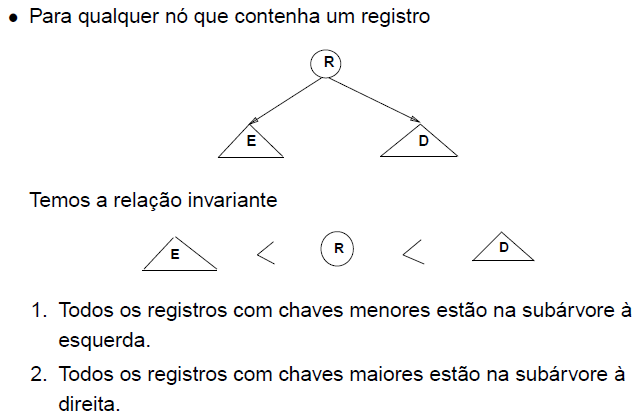 ● Para qualquer nó que contenha um registro
R
E
D
Temos a relação invariante
E < R < D
1. Todos os registros com chaves menores estão na subárvore à
esquerda.
2. Todos os registros com chaves maiores estão na subárvore à
direita.